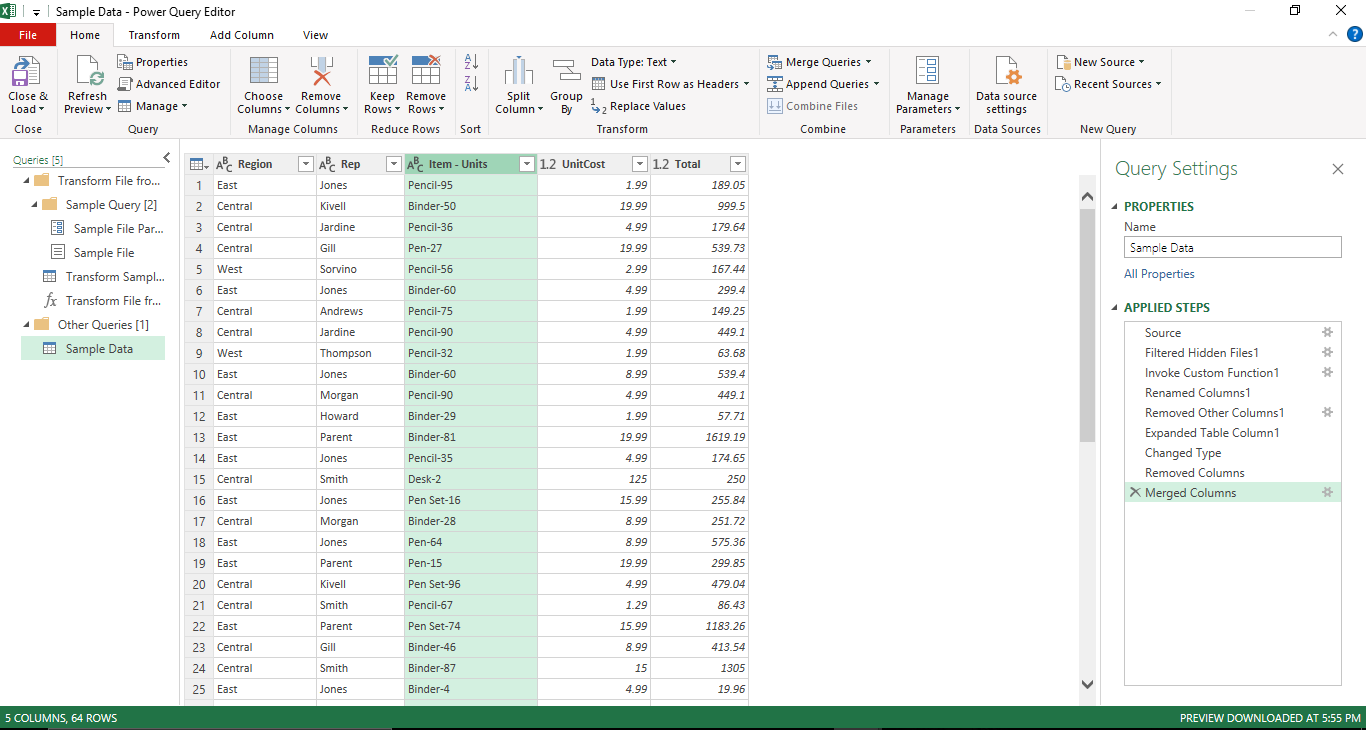 Sample Data - Power Query Editor
File Home Transform Add Column View
Close & Load
Close
Refresh Preview
Properties
Advanced Editor
Manage
Query
Choose Columns
Remove Columns
Manage Columns
Keep Rows
Remove Rows
Reduce Rows
Sort
Split Column
Group By
Data Type: Text
Use First Row as Headers
Replace Values
Transform
Merge Queries
Append Queries
Combine Files
Combine
Manage Parameters
Parameters
Data source settings
Data Sources
New Source
Recent Sources
New Query
Queries [5]
Transform File fro...
Sample Query [2]
Sample File Par...
Sample File
Transform Sampl...
fx Transform File fr...
Other Queries [1]
Sample Data
ABC Region ABC Rep ABC Item - Units 1.2 UnitCost 1.2 Total
1 East Jones Pencil-95 1.99 189.05
2 Central Kivell Binder-50 19.99 999.5
3 Central Jardine Pencil-36 4.99 179.64
4 Central Gill Pen-27 19.99 539.73
5 West Sorvino Pencil-56 2.99 167.44
6 East Jones Binder-60 4.99 299.4
7 Central Andrews Pencil-75 1.99 149.25
8 Central Jardine Pencil-90 4.99 449.1
9 West Thompson Pencil-32 1.99 63.68
10 East Jones Binder-60 8.99 539.4
11 Central Morgan Pencil-90 4.99 449.1
12 East Howard Binder-29 1.99 57.71
13 East Parent Binder-81 19.99 1619.19
14 East Jones Pencil-35 4.99 174.65
15 Central Smith Desk-2 125 250
16 East Jones Pen Set-16 15.99 255.84
17 Central Morgan Binder-28 8.99 251.72
18 East Jones Pen-64 8.99 575.36
19 East Parent Pen-15 19.99 299.85
20 Central Kivell Pen Set-96 4.99 479.04
21 Central Smith Pencil-67 1.29 86.43
22 East Parent Pen Set-74 15.99 1183.26
23 Central Gill Binder-46 8.99 413.54
24 Central Smith Binder-87 15 1305
25 East Jones Binder-4 4.99 19.96
Query Settings
PROPERTIES
Name
Sample Data
All Properties
APPLIED STEPS
Source
Filtered Hidden Files1
Invoke Custom Function1
Renamed Columns1
Removed Other Columns1
Expanded Table Column1
Changed Type
Removed Columns
Merged Columns
5 COLUMNS, 64 ROWS
PREVIEW DOWNLOADED AT 5:55 PM